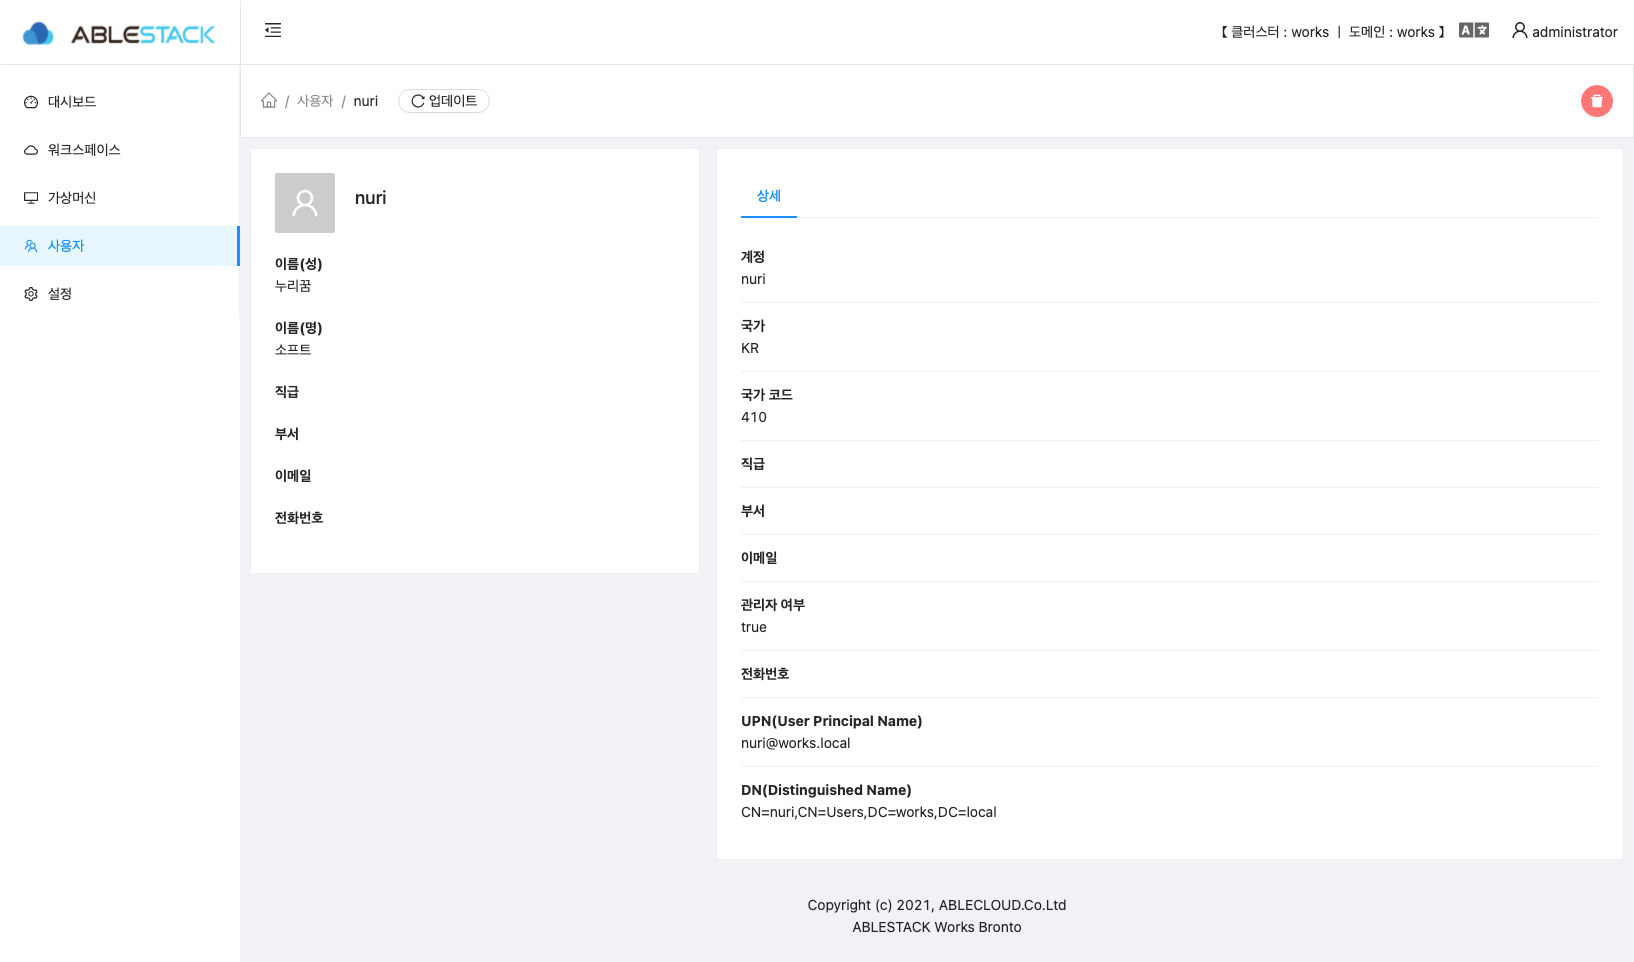 ABLESTACK
【 클러스터 : works ㅣ 도메인 : works 】
administrator
대시보드
워크스페이스
가상머신
사용자
설정
/ 사용자 / nuri
업데이트
nuri
이름(성)
누리꿈
이름(명)
소프트
직급
부서
이메일
전화번호
상세
계정
nuri
국가
KR
국가 코드
410
직급
부서
이메일
관리자 여부
true
전화번호
UPN(User Principal Name)
nuri@works.local
DN(Distinguished Name)
CN=nuri,CN=Users,DC=works,DC=local
Copyright (c) 2021, ABLECLOUD.Co.Ltd
ABLESTACK Works Bronto